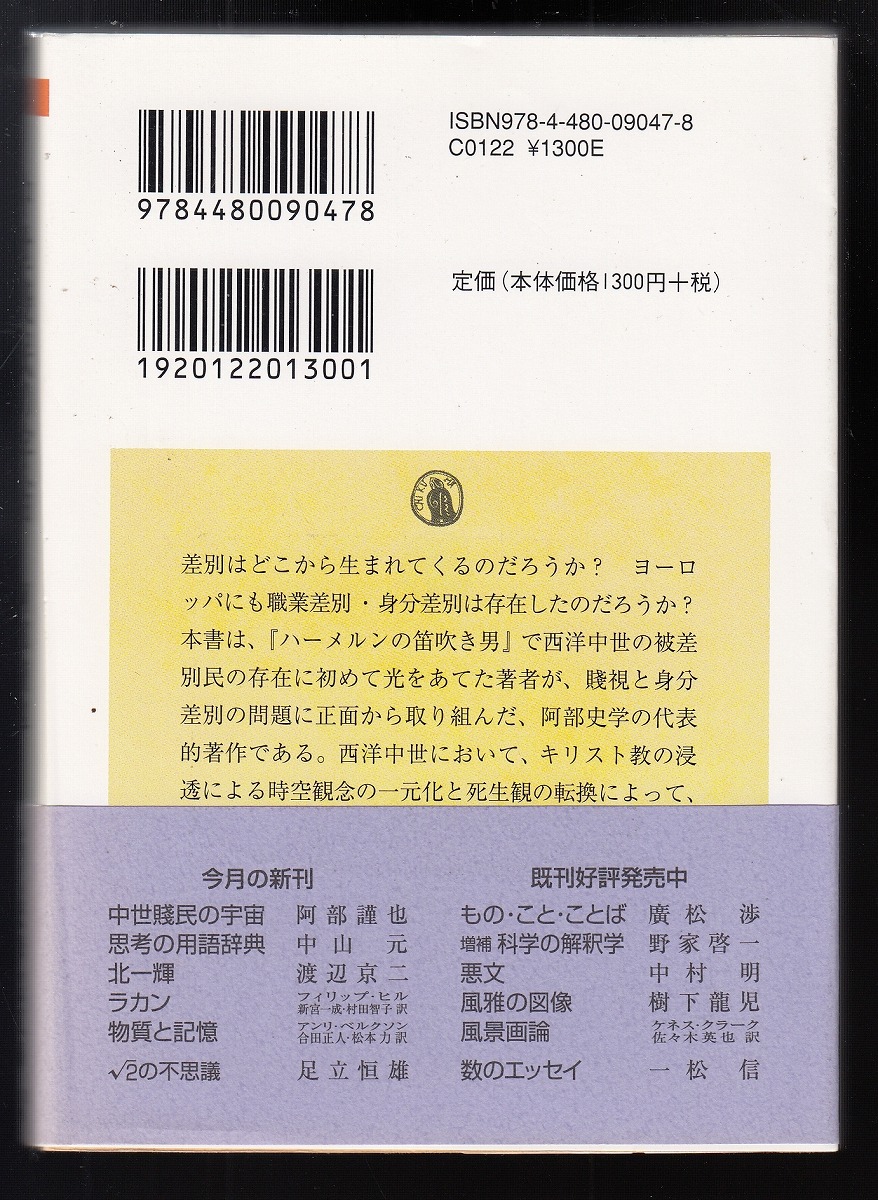 ISBN978-4-480-09047-8
C0122 ¥1300E
9784480090478
定価(本体価格1300円+税)
1920122013001
CHIKUMA
差別はどこから生まれてくるのだろうか? ヨーロ
ッパにも職業差別・身分差別は存在したのだろうか?
本書は、『ハーメルンの笛吹き男』で西洋中世の被差
別民の存在に初めて光をあてた著者が、賤視と身分
差別の問題に正面から取り組んだ、阿部史学の代表
的著作である。西洋中世において、キリスト教の浸
透による時空観念の一元化と死生観の転換によって、
今月の新刊
中世賤民の宇宙 阿部謹也
思考の用語辞典 中山 元
北一輝 渡辺京二
ラカン フィリップ・ヒル
新宮一成・村田智子 訳
物質と記憶 アンリ・ベルクソン
合田正人・松本力 訳
√2の不思議 足立恒雄
既刊好評発売中
もの・こと・ことば 廣松 渉
増補 科学の解釈学 野家啓一
悪文 中村 明
風雅の図像 樹下龍児
風景画論 ケネス・クラーク
佐々木英也 訳
数のエッセイ 一松 信